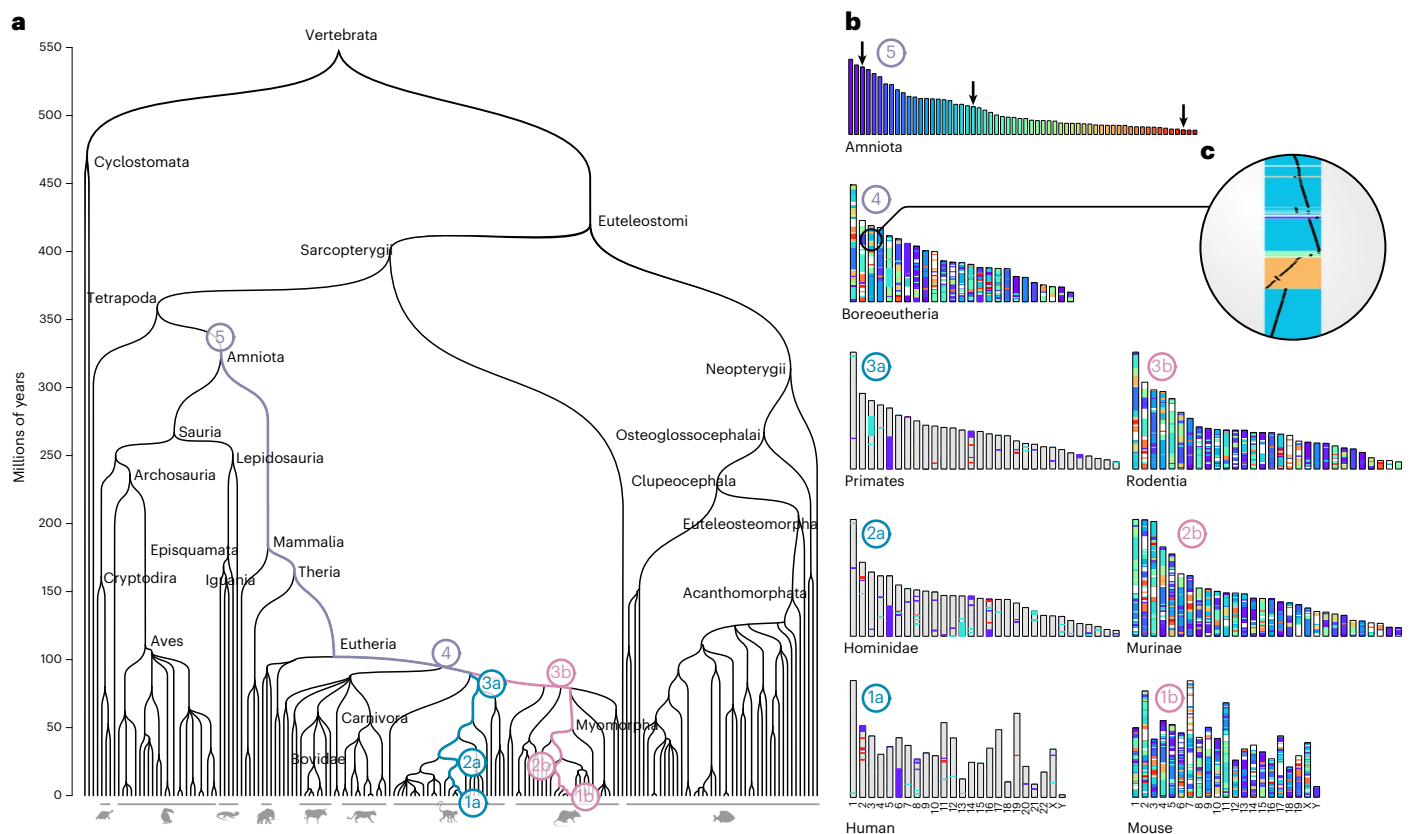 a
Vertebrata
550
500
450
400
350
300
250
200
150
100
50
0
Millions of years
Cyclostomata
Euteleostomi
Sarcopterygii
Tetrapoda
5
Amniota
Neopterygii
Sauria
Osteoglossocephalai
Lepidosauria
Archosauria
Clupeocephala
Euteleosteomorpha
Mammalia
Episquamata
Theria
Cryptodira
Iguania
Acanthomorphata
Aves
Eutheria
4
3a
3b
Carnivora
Myomorpha
Bovidae
2a
2b
1a
1b
b
5
Amniota
c
4
Boreoeutheria
3a
Primates
3b
Rodentia
2a
Hominidae
2b
Murinae
1a
1 2 3 4 5 6 7 8 9 10 11 12 13 14 15 16 17 18 19 20 21 22 X Y
Human
1b
1 2 3 4 5 6 7 8 9 10 11 12 13 14 15 16 17 18 19 X Y
Mouse